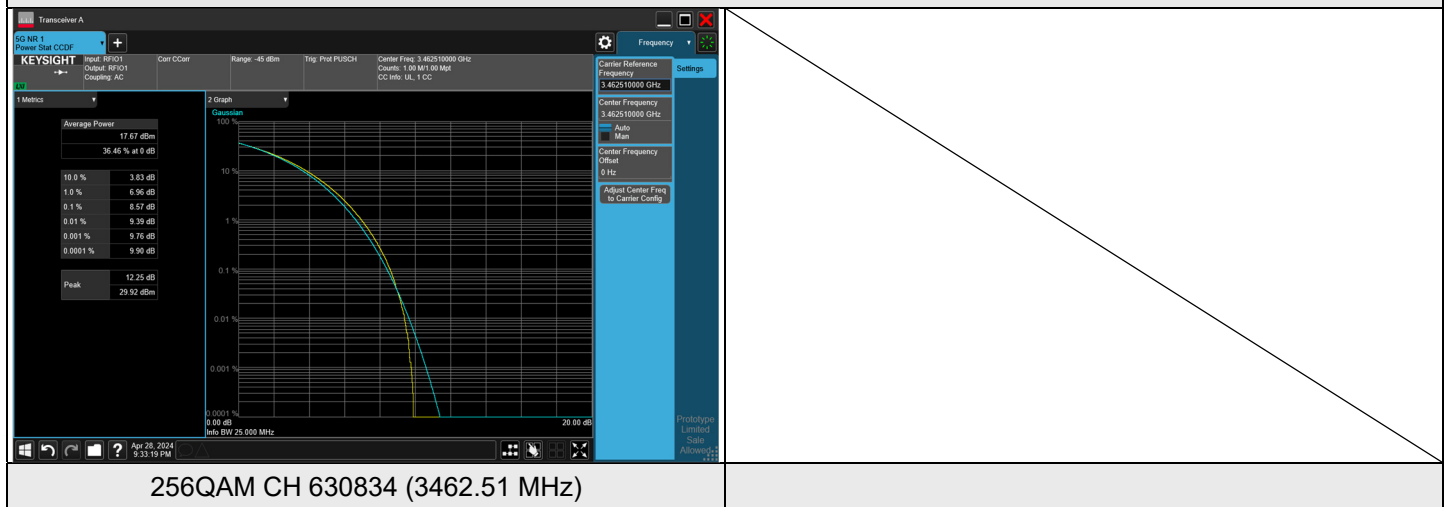 Transceiver A
5G NR 1
Power Stat CCDF
+
Frequency
KEYSIGHT
Input: RFIO1
Output: RFIO1
Coupling: AC
Corr CCorr
Range: -45 dBm
Trig: Prot PUSCH
Center Freq: 3.462510000 GHz
Counts: 1.00 M/1.00 Mpt
CC Info: UL, 1 CC
1 Metrics
2 Graph
Average Power
17.67 dBm
36.46 % at 0 dB
10.0 % 3.83 dB
1.0 % 6.96 dB
0.1 % 8.57 dB
0.01 % 9.39 dB
0.001 % 9.76 dB
0.0001 % 9.90 dB
Peak
12.25 dB
29.92 dBm
Gaussian
100 %
10 %
1 %
0.1 %
0.01 %
0.001 %
0.0001 %
0.00 dB 20.00 dB
Info BW 25.000 MHz
Carrier Reference
Frequency
3.462510000 GHz
Settings
Center Frequency
3.462510000 GHz
Auto
Man
Center Frequency
Offset
0 Hz
Adjust Center Freq
to Carrier Config
Prototype
Limited
Sale
Allowed
?
Apr 28, 2024
9:33:19 PM
256QAM CH 630834 (3462.51 MHz)